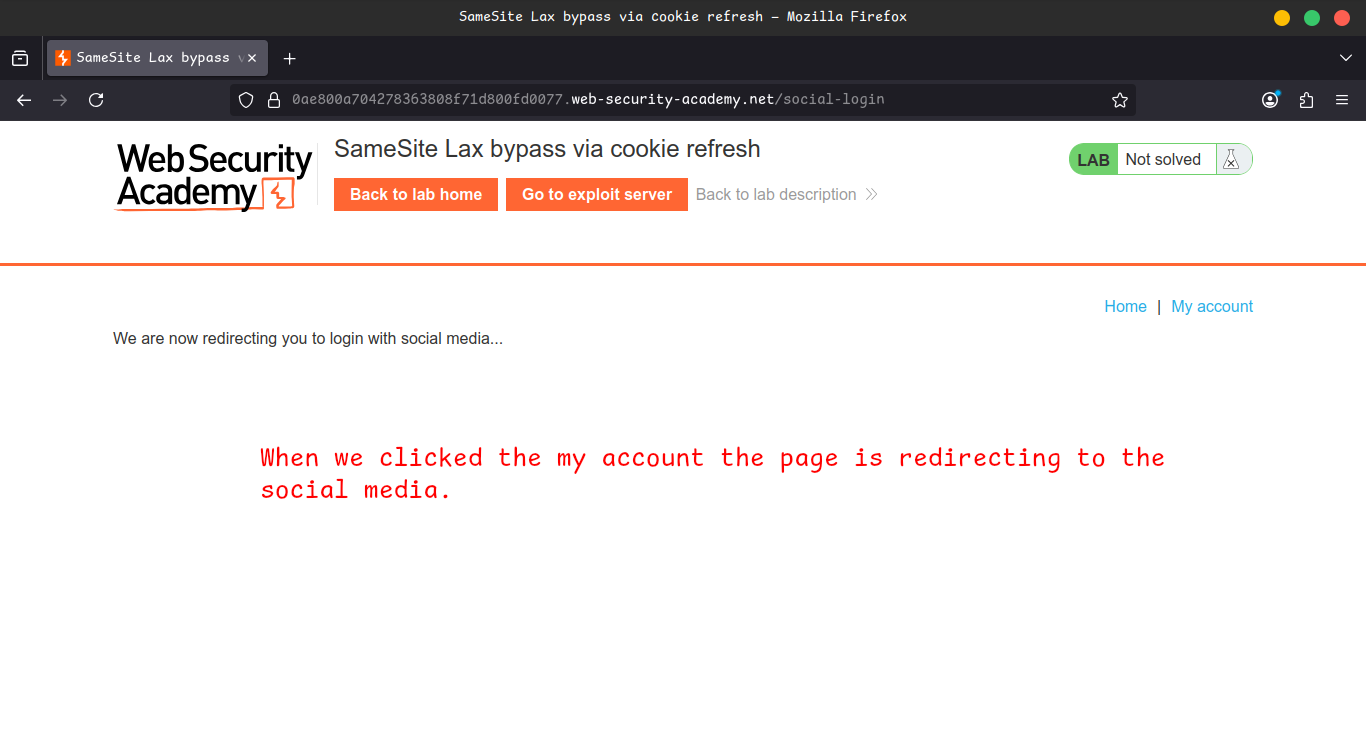 SameSite Lax bypass via cookie refresh — Mozilla Firefox
SameSite Lax bypass v
0ae800a704278363808f71d800fd0077.web-security-academy.net/social-login
Web Security
Academy
SameSite Lax bypass via cookie refresh
LAB Not solved
Back to lab home Go to exploit server Back to lab description
Home | My account
We are now redirecting you to login with social media...
When we clicked the my account the page is redirecting to the
social media.